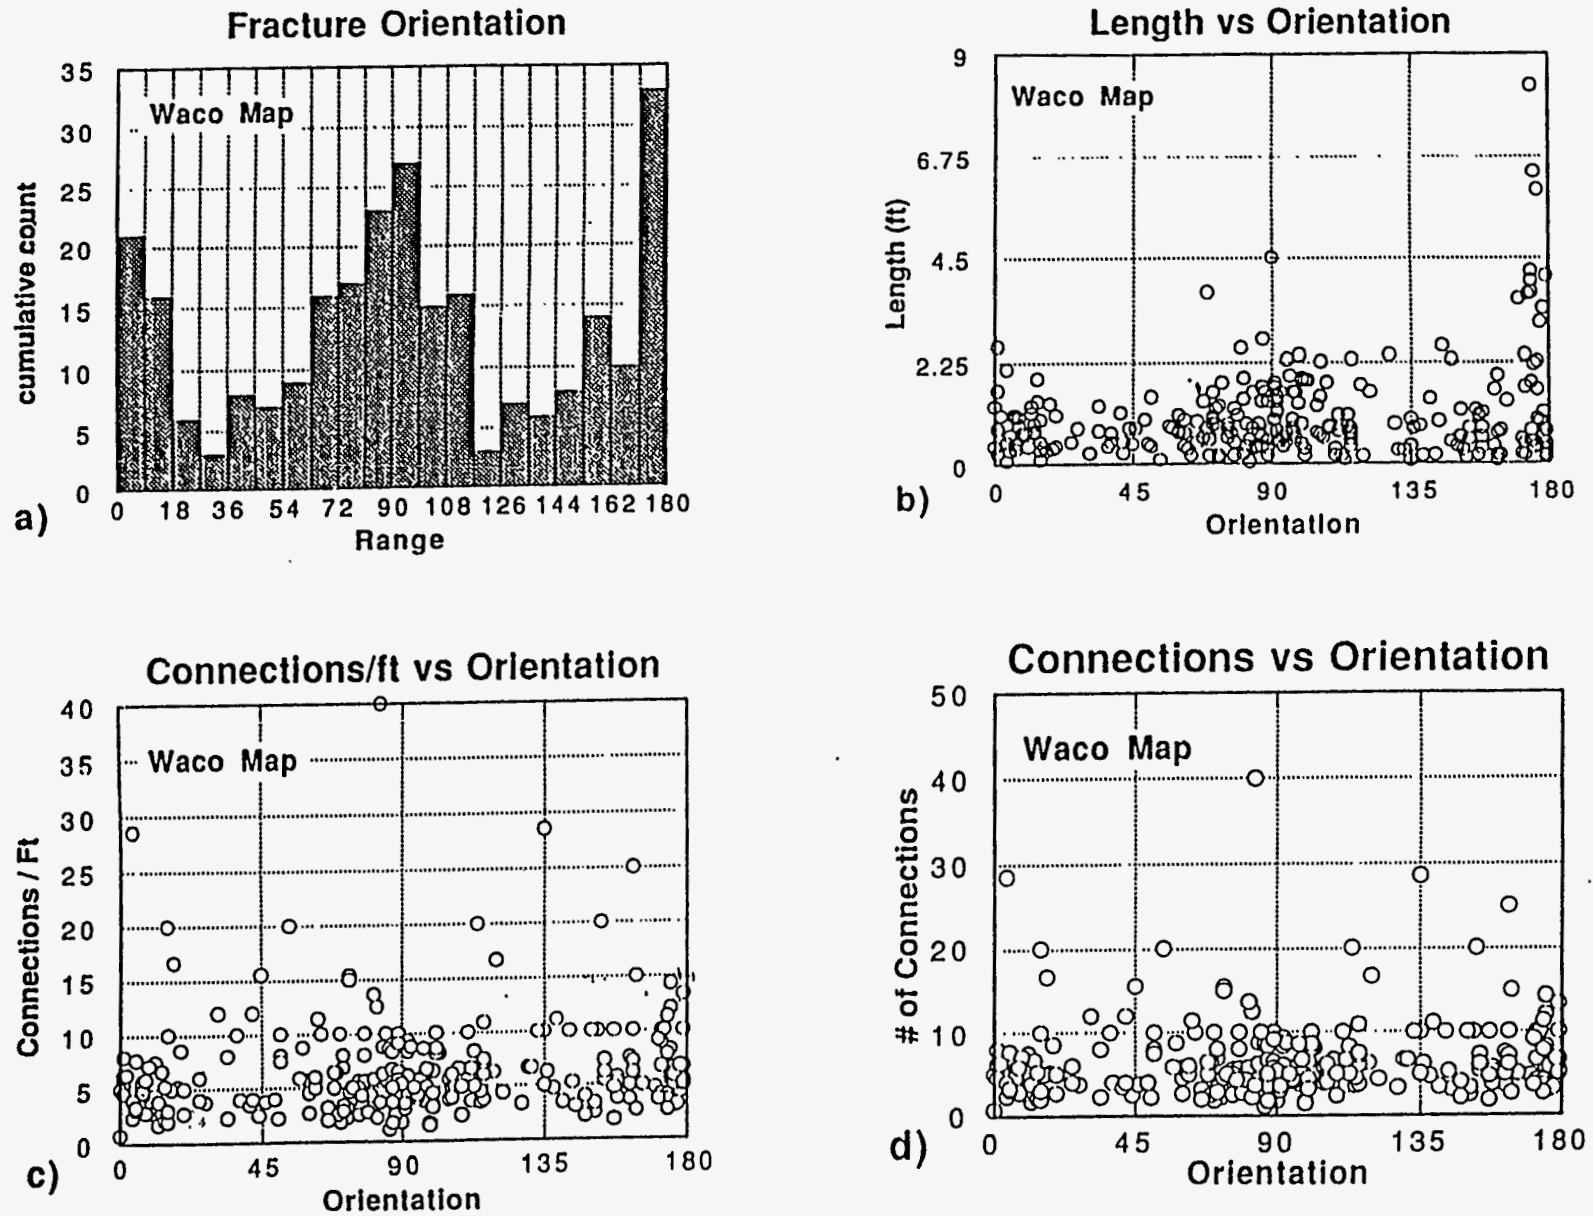 Fracture Orientation
35
30
25
20
15
10
5
0
cumulative count
Waco Map
0 18 36 54 72 90 108 126 144 162 180
Range
a)
Length vs Orientation
9
6.75
4.5
2.25
0
Length (ft)
Waco Map
0 45 90 135 180
Orientation
b)
Connections/ft vs Orientation
40
35
30
25
20
15
10
5
0
Connections / Ft
Waco Map
0 45 90 135 180
Orientation
c)
Connections vs Orientation
50
40
30
20
10
0
# of Connections
Waco Map
0 45 90 135 180
Orientation
d)